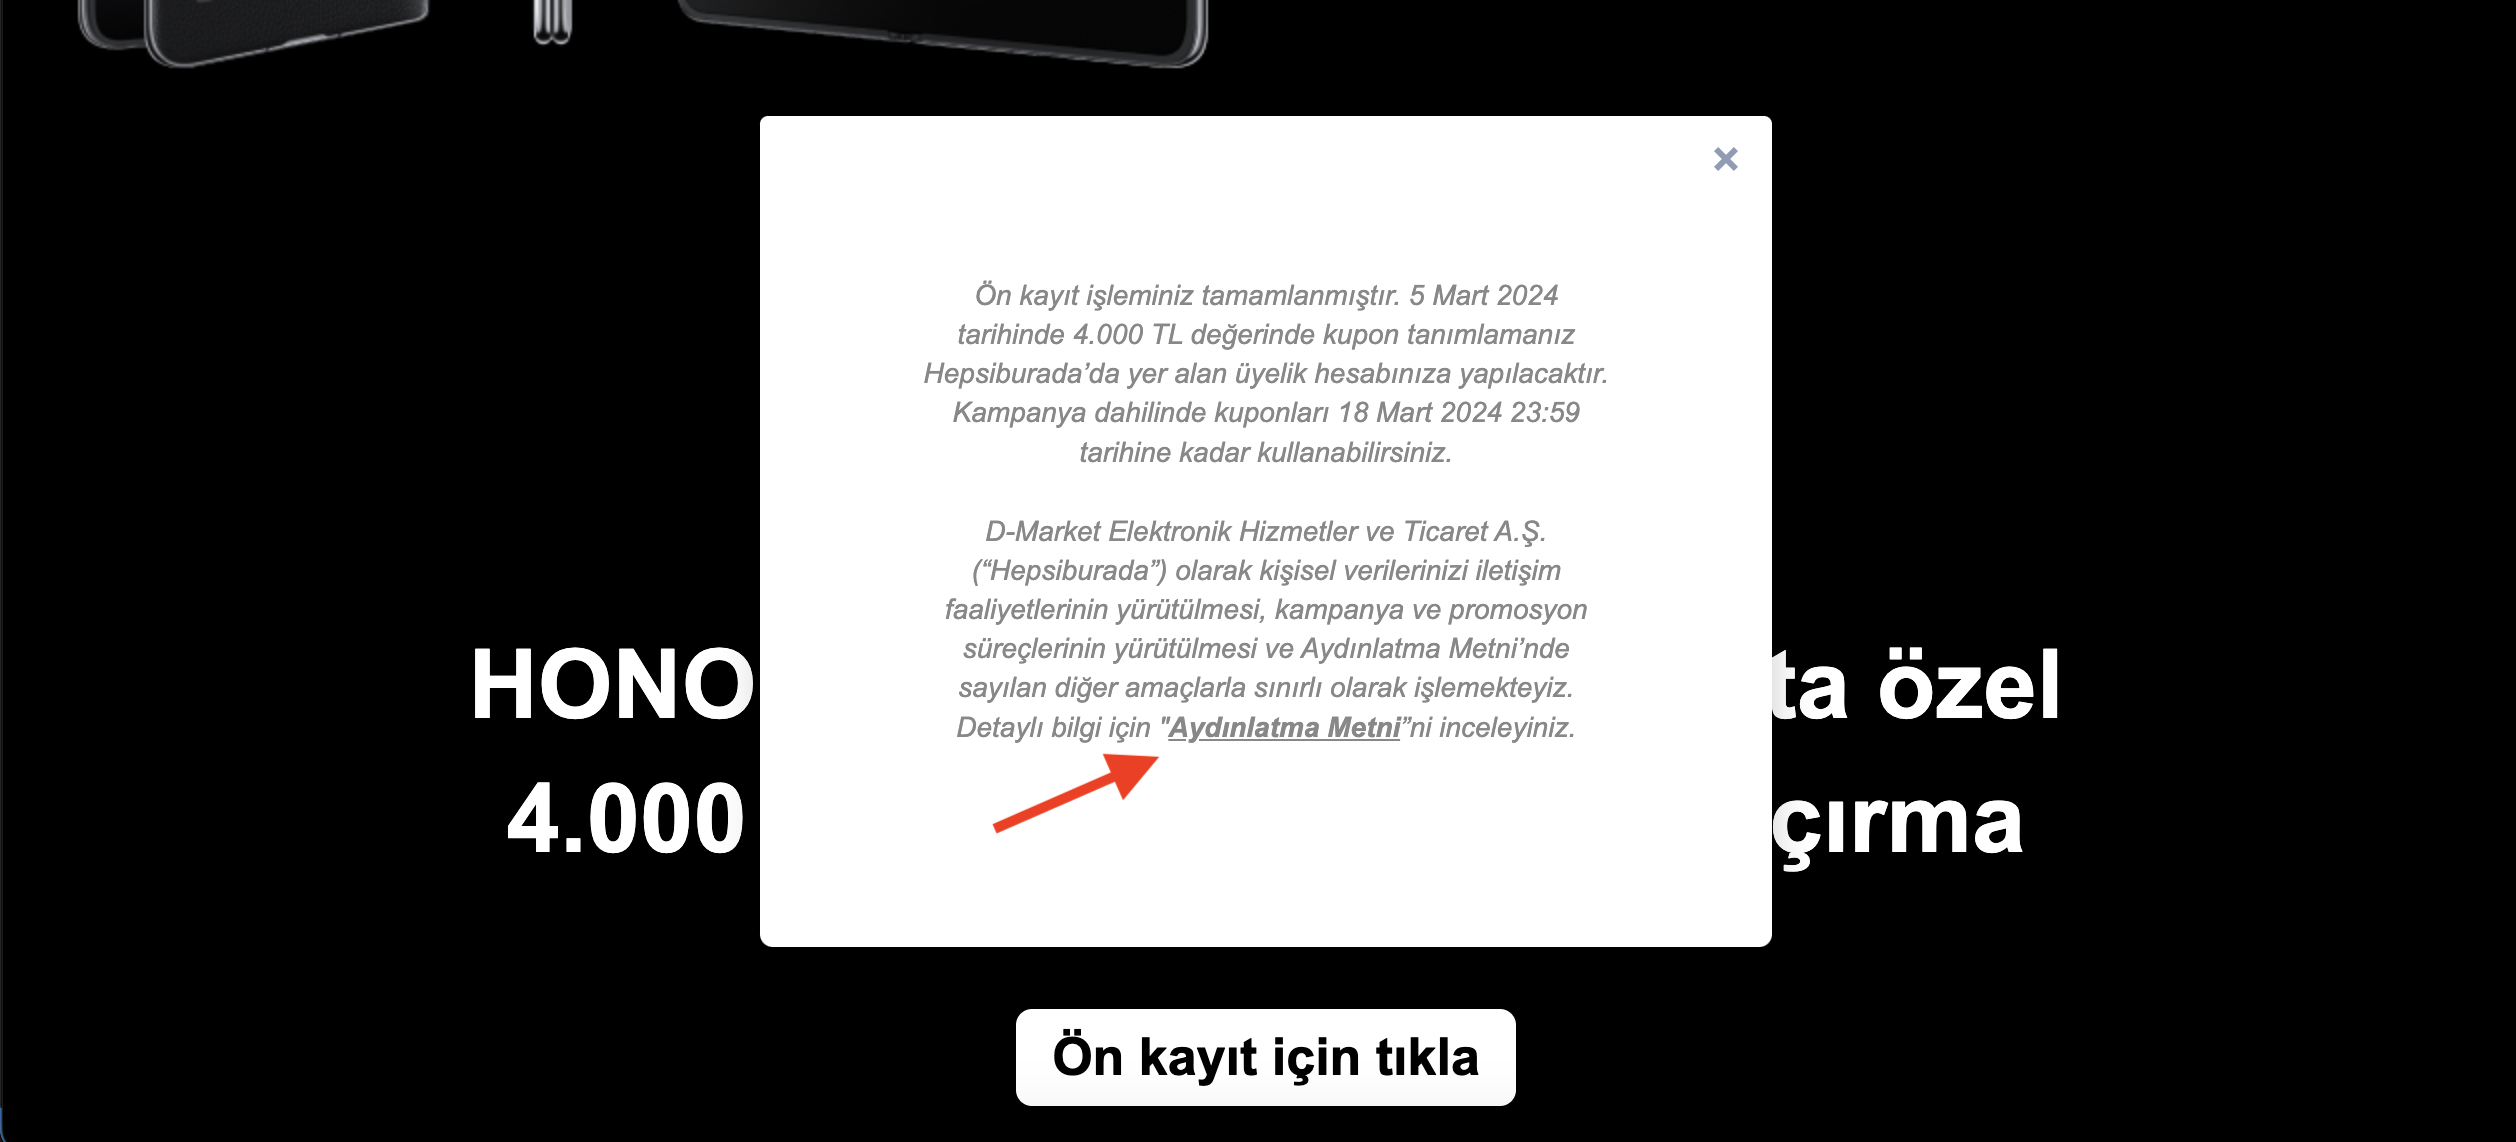 ×
Ön kayıt işleminiz tamamlanmıştır. 5 Mart 2024
tarihinde 4.000 TL değerinde kupon tanımlamanız
Hepsiburada’da yer alan üyelik hesabınıza yapılacaktır.
Kampanya dahilinde kuponları 18 Mart 2024 23:59
tarihine kadar kullanabilirsiniz.
D-Market Elektronik Hizmetler ve Ticaret A.Ş.
(“Hepsiburada”) olarak kişisel verilerinizi iletişim
faaliyetlerinin yürütülmesi, kampanya ve promosyon
süreçlerinin yürütülmesi ve Aydınlatma Metni’nde
sayılan diğer amaçlarla sınırlı olarak işlemekteyiz.
Detaylı bilgi için "Aydınlatma Metni”ni inceleyiniz.
HONO ta özel
4.000 çırma
Ön kayıt için tıkla